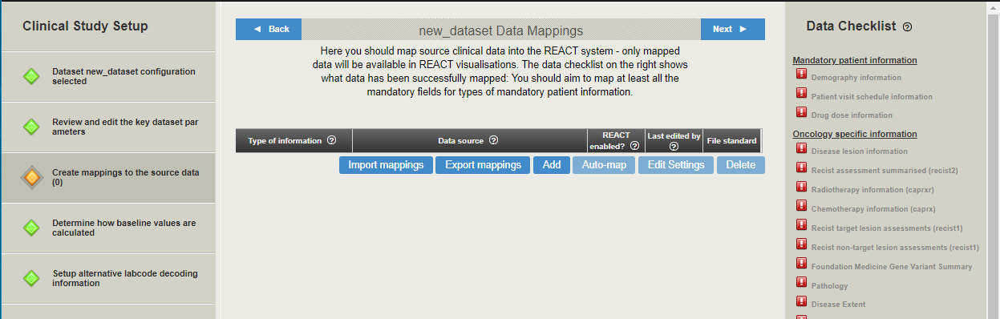 Clinical Study Setup
Dataset new_dataset configuration
selected
Review and edit the key dataset par
ameters
Create mappings to the source data
(0)
Determine how baseline values are
calculated
Setup alternative labcode decoding
information
Back
new_dataset Data Mappings
Next
Here you should map source clinical data into the REACT system - only mapped
data will be available in REACT visualisations. The data checklist on the right shows
what data has been successfully mapped: You should aim to map at least all the
mandatory fields for types of mandatory patient information.
Type of information
Data source
REACT
enabled?
Last edited by
File standard
Import mappings
Export mappings
Add
Auto-map
Edit Settings
Delete
Data Checklist
Mandatory patient information
Demography information
Patient visit schedule information
Drug dose information
Oncology specific information
Disease lesion information
Recist assessment summarised (recist2)
Radiotherapy information (caprxr)
Chemotherapy information (caprx)
Recist target lesion assessments (recist1)
Recist non-target lesion assessments (recist1)
Foundation Medicine Gene Variant Summary
Pathology
Disease Extent